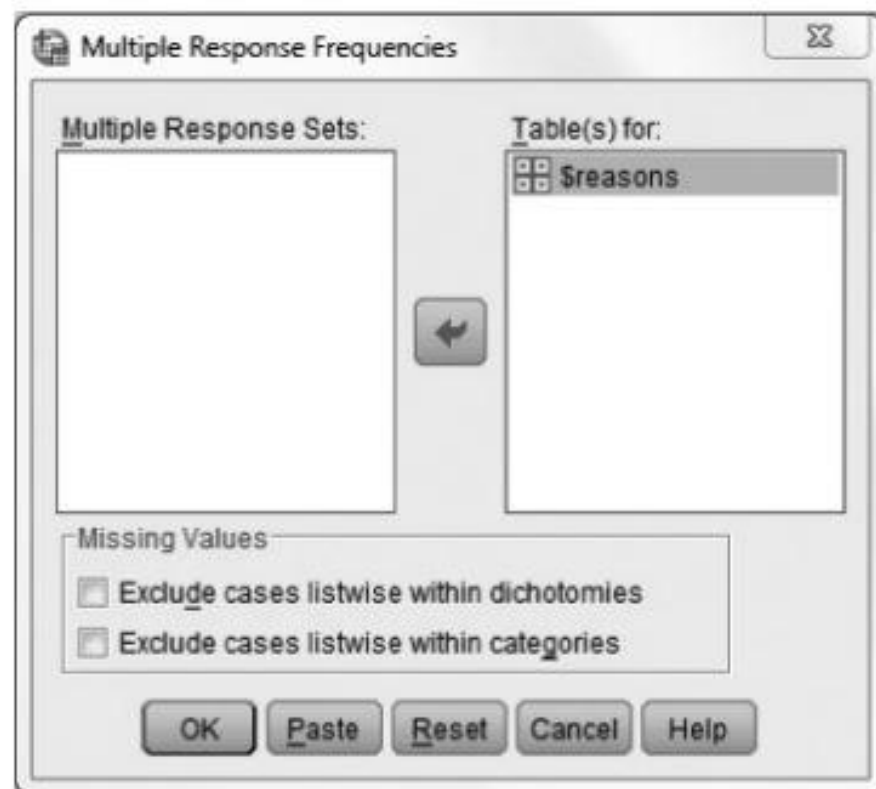 Multiple Response Frequencies
Multiple Response Sets:
Table(s) for:
$reasons
Missing Values
Exclude cases listwise within dichotomies
Exclude cases listwise within categories
OK Paste Reset Cancel Help